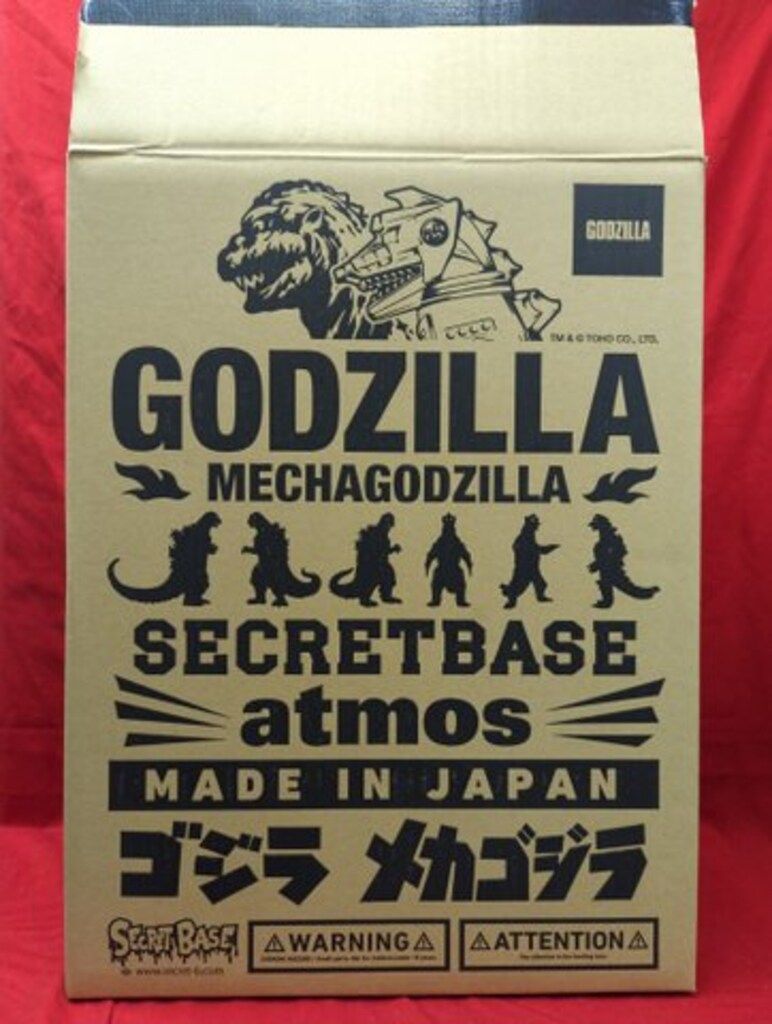 GODZILLA
TM & © TOHO CO., LTD.
GODZILLA
MECHAGODZILLA
SECRETBASE
atmos
MADE IN JAPAN
ゴジラ メカゴジラ
SECRET BASE
WARNING
ATTENTION